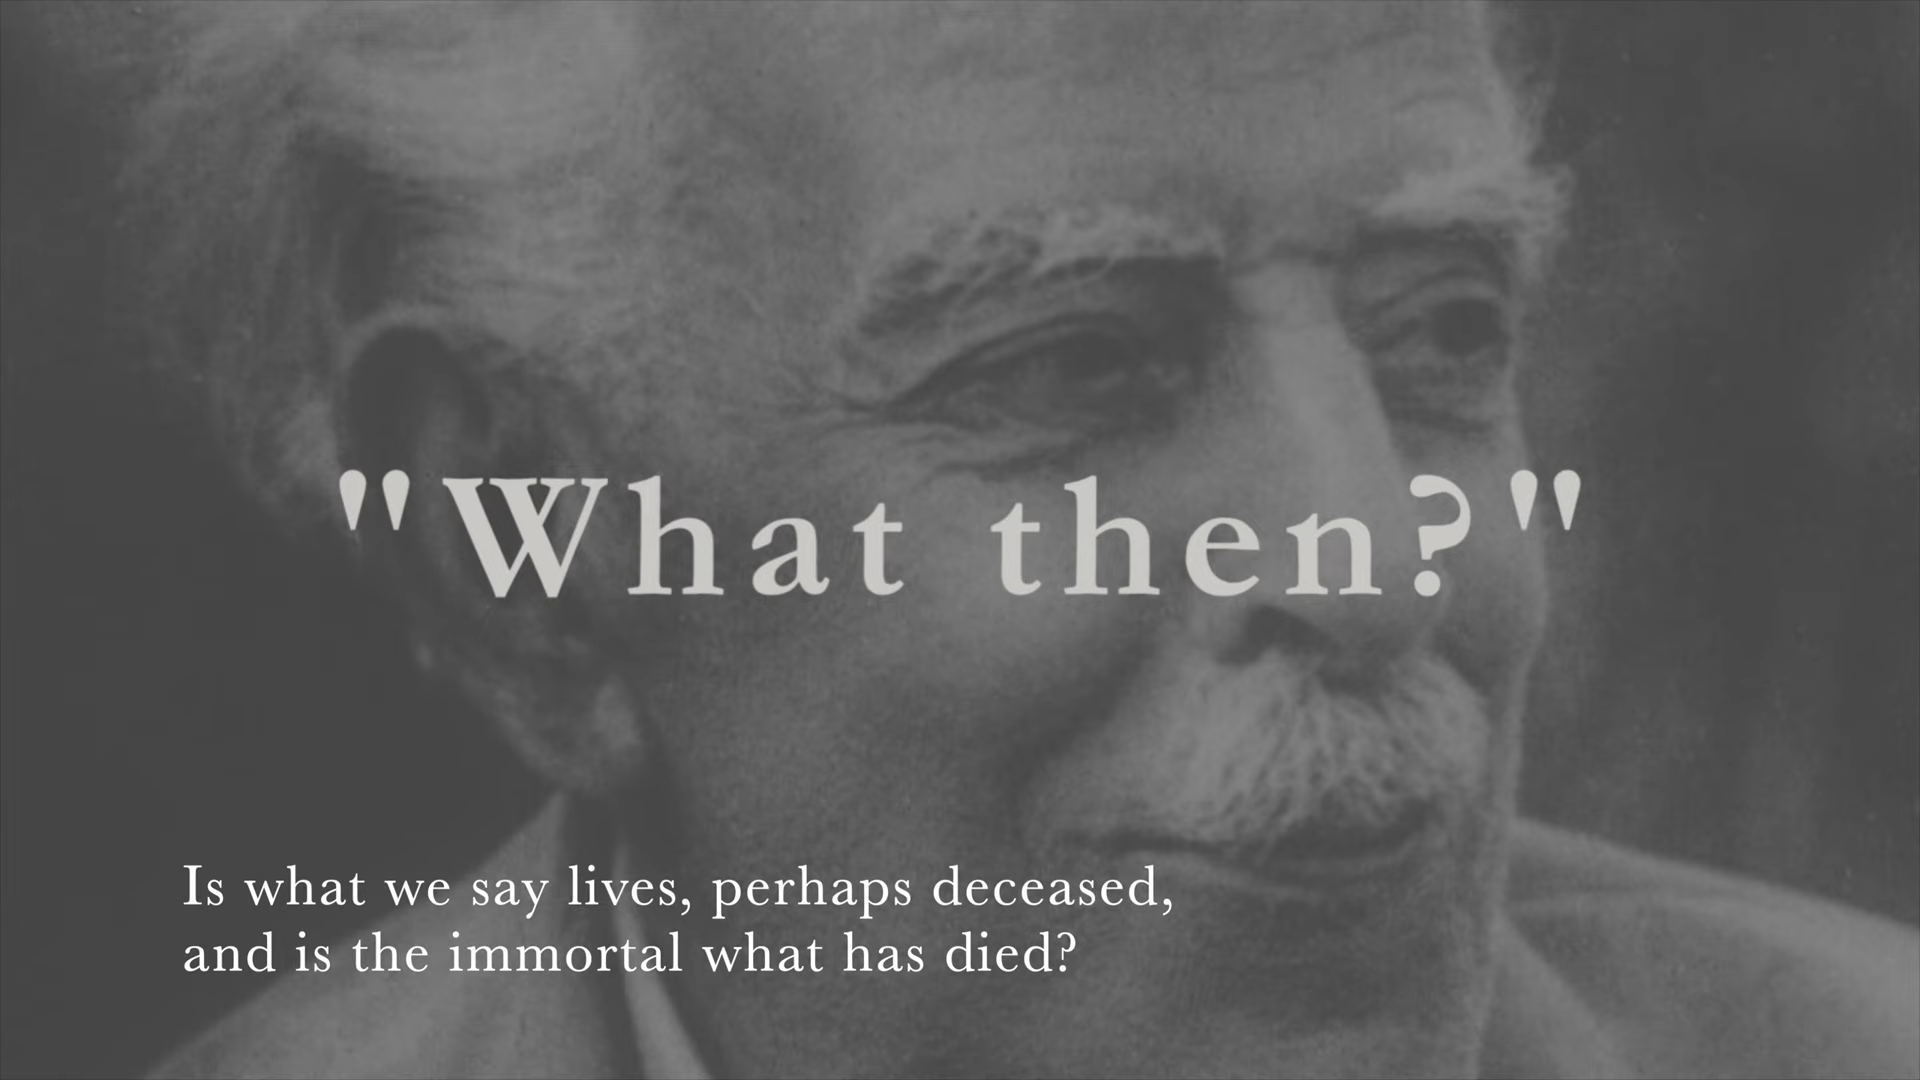 "What then?"
Is what we say lives, perhaps deceased,
and is the immortal what has died?